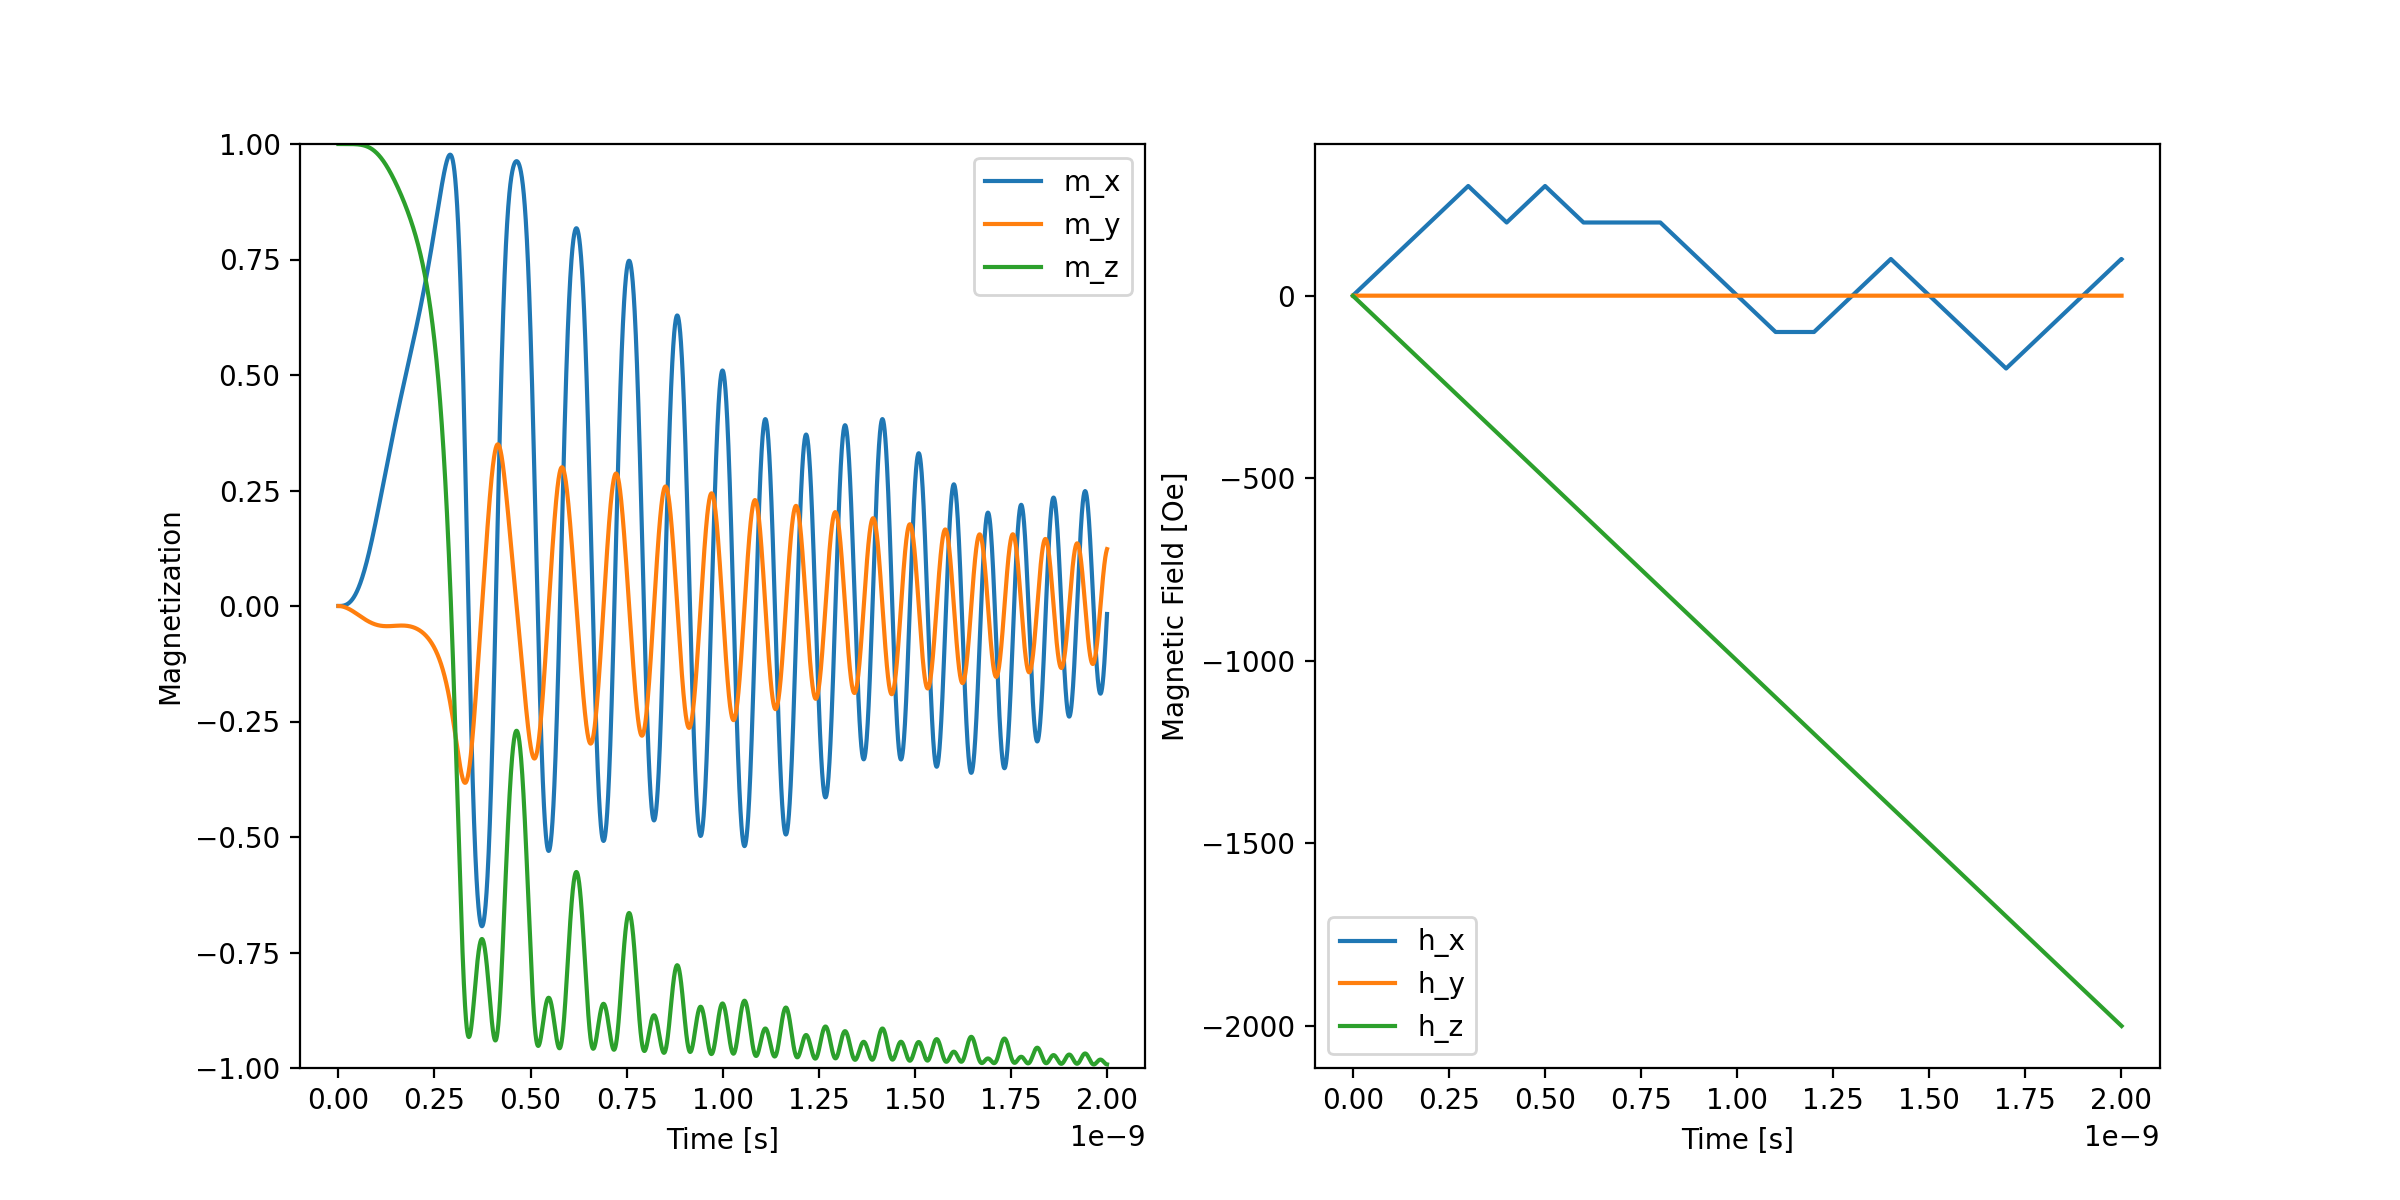 Magnetization
1.00
0.75
0.50
0.25
0.00
−0.25
−0.50
−0.75
−1.00
m_x
m_y
m_z
0.00 0.25 0.50 0.75 1.00 1.25 1.50 1.75 2.00
Time [s]
1e−9
Magnetic Field [Oe]
0
−500
−1000
−1500
−2000
h_x
h_y
h_z
0.00 0.25 0.50 0.75 1.00 1.25 1.50 1.75 2.00
Time [s]
1e−9